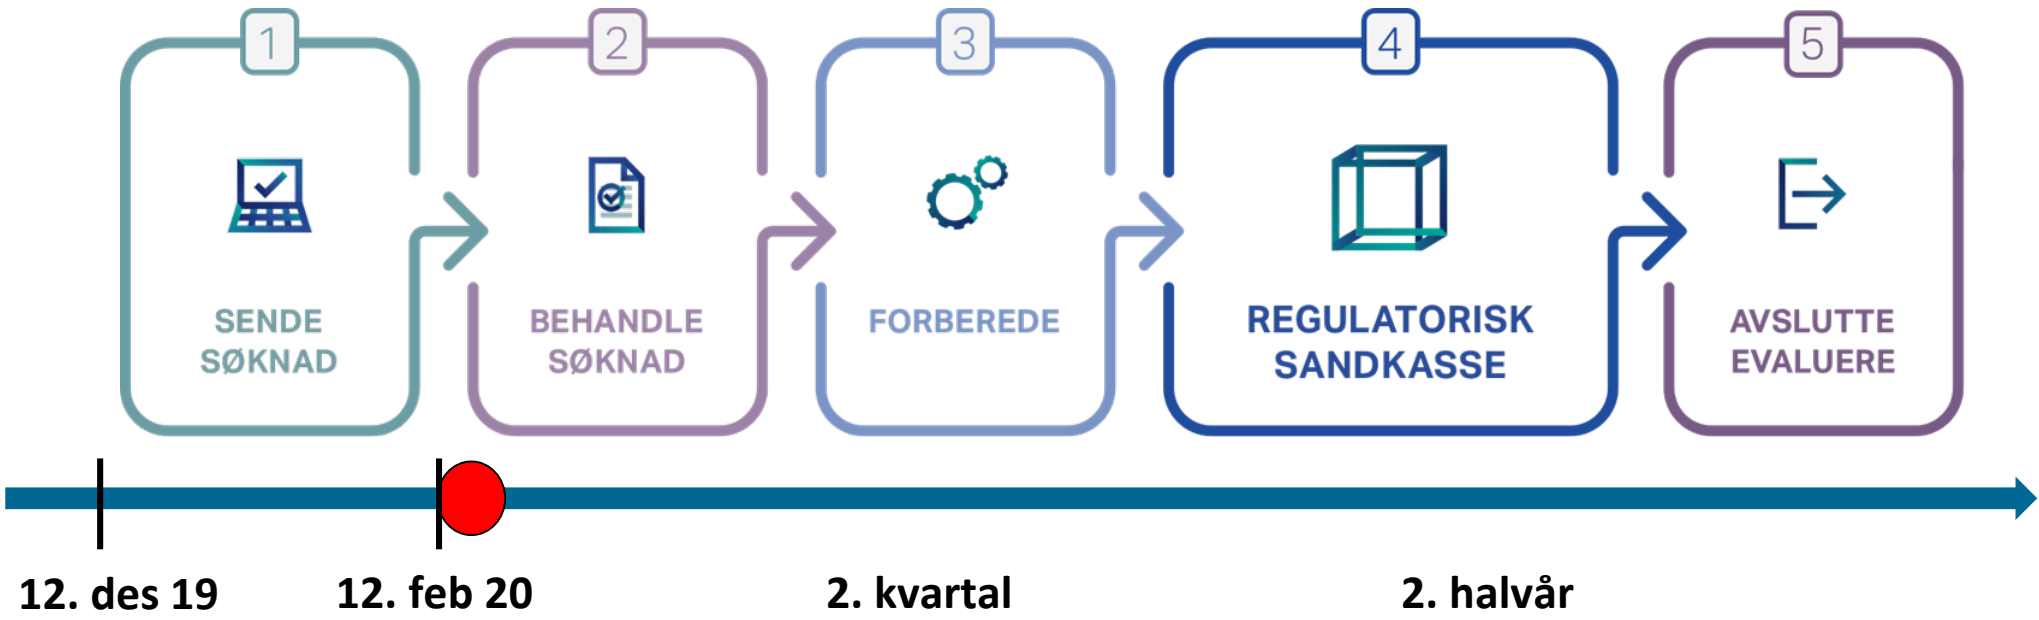 1
SENDE
SØKNAD
2
BEHANDLE
SØKNAD
3
FORBEREDE
4
REGULATORISK
SANDKASSE
5
AVSLUTTE
EVALUERE
12. des 19
12. feb 20
2. kvartal
2. halvår